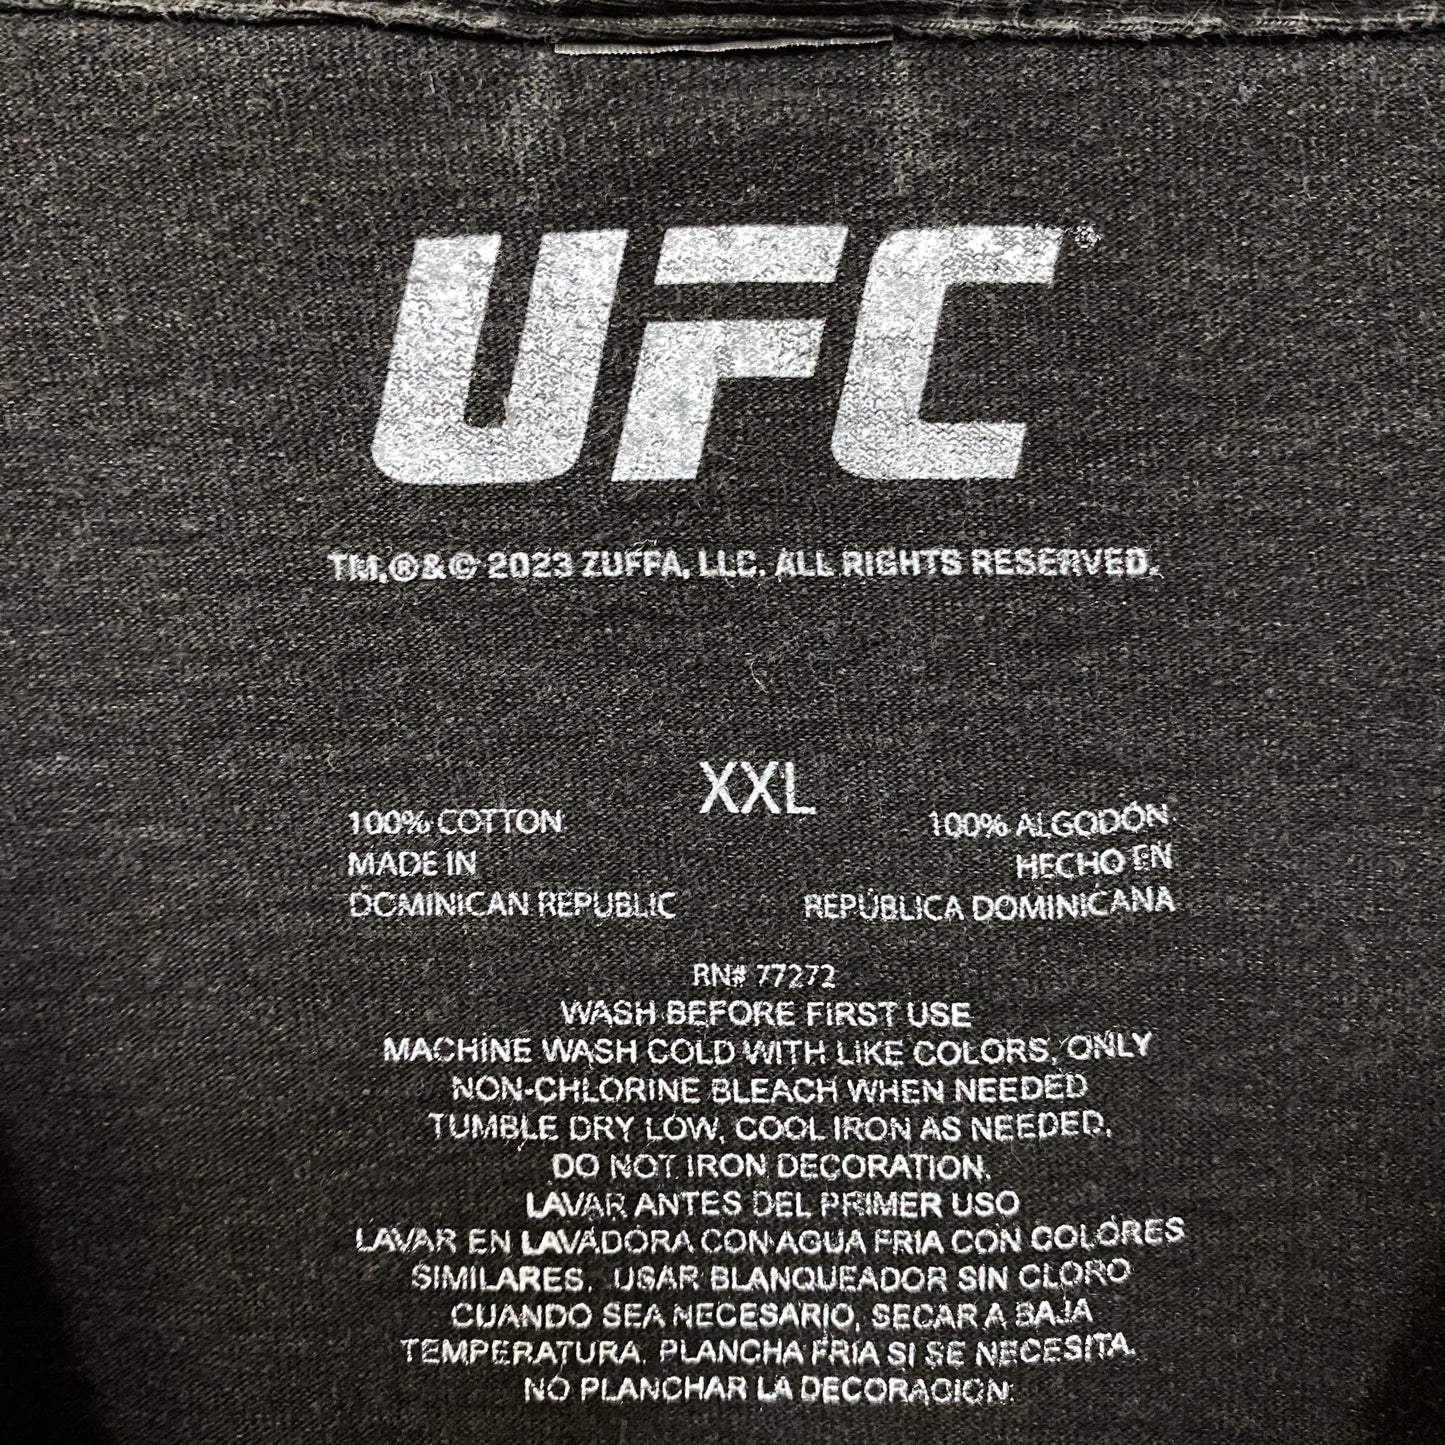 UFC®
TM,®&© 2023 ZUFFA, LLC. ALL RIGHTS RESERVED.
XXL
100% COTTON
MADE IN
DOMINICAN REPUBLIC
100% ALGODÓN
HECHO EN
REPÚBLICA DOMINICANA
RN# 77272
WASH BEFORE FIRST USE
MACHINE WASH COLD WITH LIKE COLORS, ONLY
NON-CHLORINE BLEACH WHEN NEEDED
TUMBLE DRY LOW, COOL IRON AS NEEDED,
DO NOT IRON DECORATION.
LAVAR ANTES DEL PRIMER USO
LAVAR EN LAVADORA CON AGUA FRIA CON COLORES
SIMILARES. USAR BLANQUEADOR SIN CLORO
CUANDO SEA NECESARIO, SECAR A BAJA
TEMPERATURA. PLANCHA FRIA SI SE NECESITA.
NO PLANCHAR LA DECORACION.